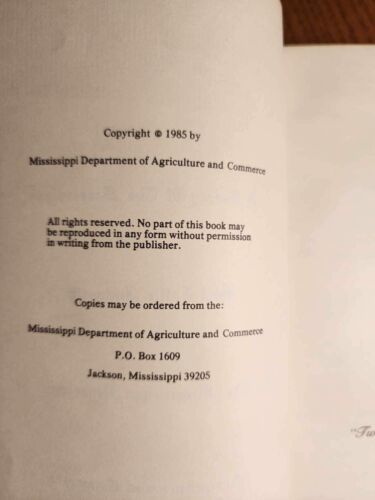 Copyright © 1985 by
Mississippi Department of Agriculture and Commerce
All rights reserved. No part of this book may
be reproduced in any form without permission
in writing from the publisher.
Copies may be ordered from the:
Mississippi Department of Agriculture and Commerce
P.O. Box 1609
Jackson, Mississippi 39205